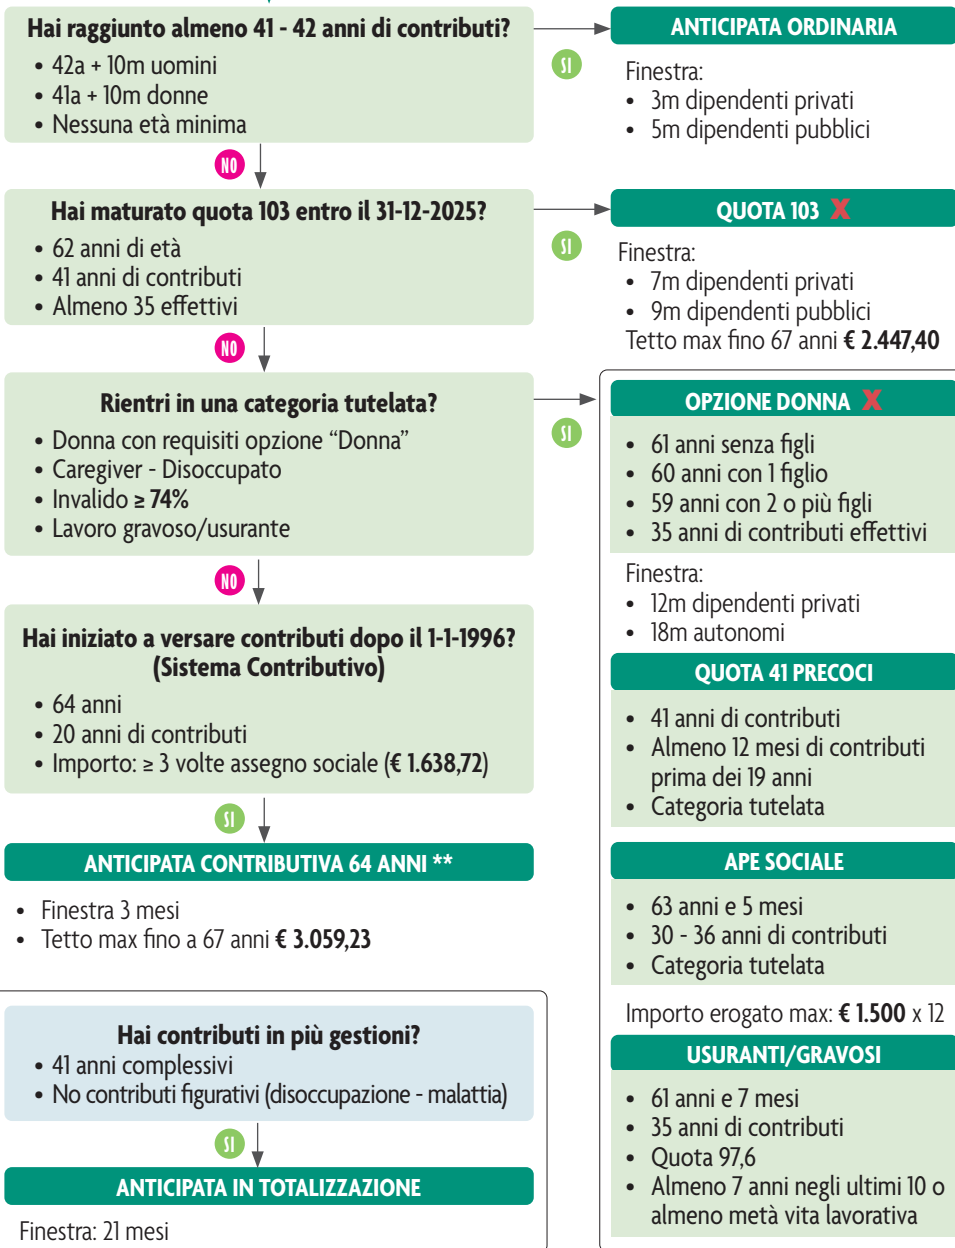 Hai raggiunto almeno 41 - 42 anni di contributi?
• 42a + 10m uomini
• 41a + 10m donne
• Nessuna età minima
SI
ANTICIPATA ORDINARIA
Finestra:
• 3m dipendenti privati
• 5m dipendenti pubblici
NO
Hai maturato quota 103 entro il 31-12-2025?
• 62 anni di età
• 41 anni di contributi
• Almeno 35 effettivi
SI
QUOTA 103 X
Finestra:
• 7m dipendenti privati
• 9m dipendenti pubblici
Tetto max fino 67 anni € 2.447,40
NO
Rientri in una categoria tutelata?
• Donna con requisiti opzione “Donna”
• Caregiver - Disoccupato
• Invalido ≥ 74%
• Lavoro gravoso/usurante
SI
OPZIONE DONNA X
• 61 anni senza figli
• 60 anni con 1 figlio
• 59 anni con 2 o più figli
• 35 anni di contributi effettivi
Finestra:
• 12m dipendenti privati
• 18m autonomi
QUOTA 41 PRECOCI
• 41 anni di contributi
• Almeno 12 mesi di contributi
prima dei 19 anni
• Categoria tutelata
APE SOCIALE
• 63 anni e 5 mesi
• 30 - 36 anni di contributi
• Categoria tutelata
Importo erogato max: € 1.500 x 12
USURANTI/GRAVOSI
• 61 anni e 7 mesi
• 35 anni di contributi
• Quota 97,6
• Almeno 7 anni negli ultimi 10 o
almeno metà vita lavorativa
NO
Hai iniziato a versare contributi dopo il 1-1-1996?
(Sistema Contributivo)
• 64 anni
• 20 anni di contributi
• Importo: ≥ 3 volte assegno sociale (€ 1.638,72)
SI
ANTICIPATA CONTRIBUTIVA 64 ANNI **
• Finestra 3 mesi
• Tetto max fino a 67 anni € 3.059,23
Hai contributi in più gestioni?
• 41 anni complessivi
• No contributi figurativi (disoccupazione - malattia)
SI
ANTICIPATA IN TOTALIZZAZIONE
Finestra: 21 mesi